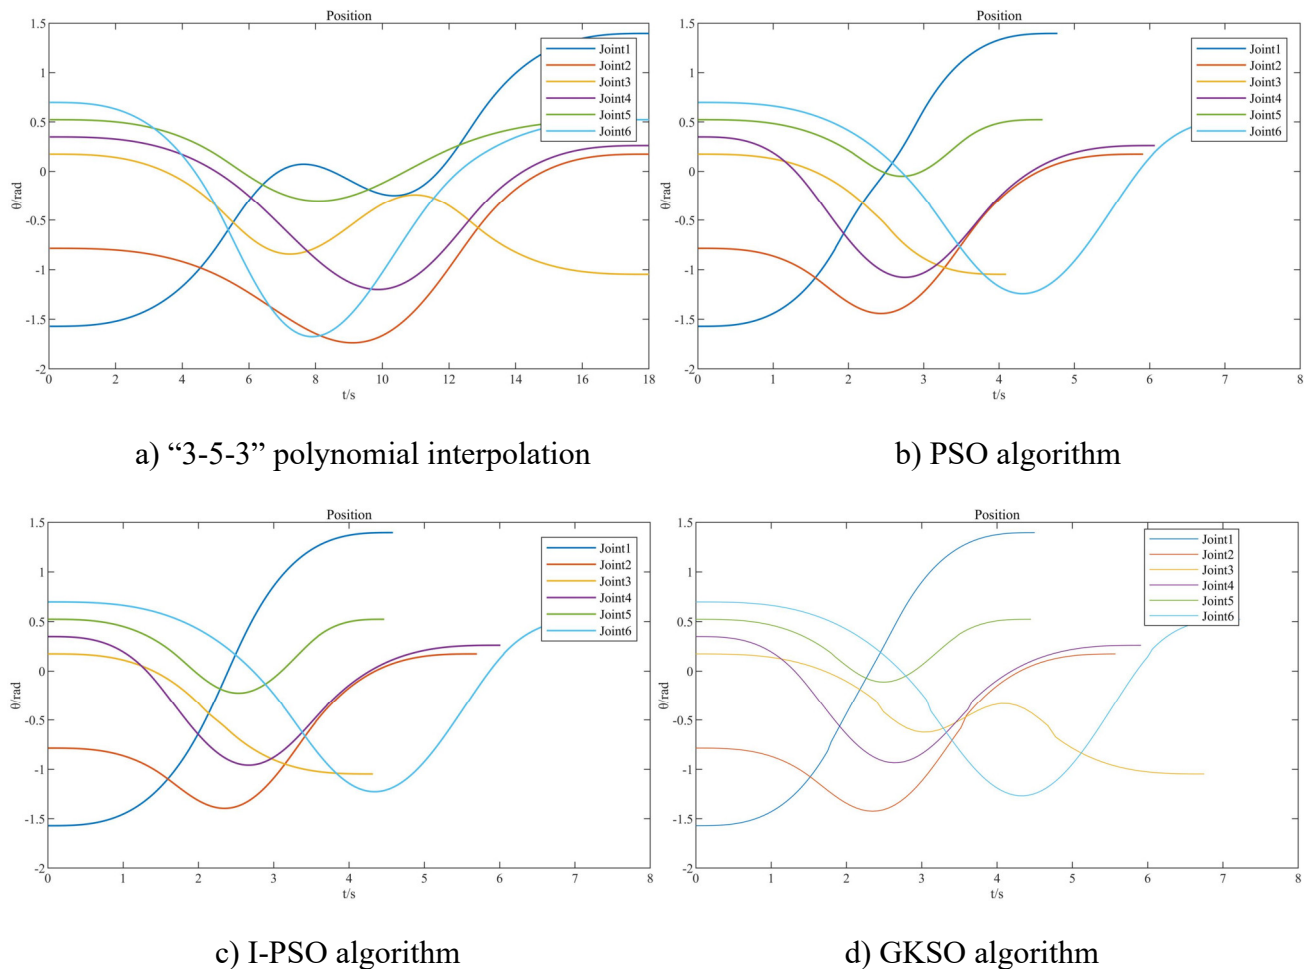 Position
1.5
1
0.5
0
-0.5
-1
-1.5
-2
θ/rad
0 2 4 6 8 10 12 14 16 18
t/s
Joint1
Joint2
Joint3
Joint4
Joint5
Joint6
a) “3-5-3” polynomial interpolation
Position
1.5
1
0.5
0
-0.5
-1
-1.5
-2
θ/rad
0 1 2 3 4 5 6 7 8
t/s
Joint1
Joint2
Joint3
Joint4
Joint5
Joint6
b) PSO algorithm
Position
1.5
1
0.5
0
-0.5
-1
-1.5
-2
θ/rad
0 1 2 3 4 5 6 7 8
t/s
Joint1
Joint2
Joint3
Joint4
Joint5
Joint6
c) I-PSO algorithm
Position
1.5
1
0.5
0
-0.5
-1
-1.5
-2
θ/rad
0 1 2 3 4 5 6 7 8
t/s
Joint1
Joint2
Joint3
Joint4
Joint5
Joint6
d) GKSO algorithm